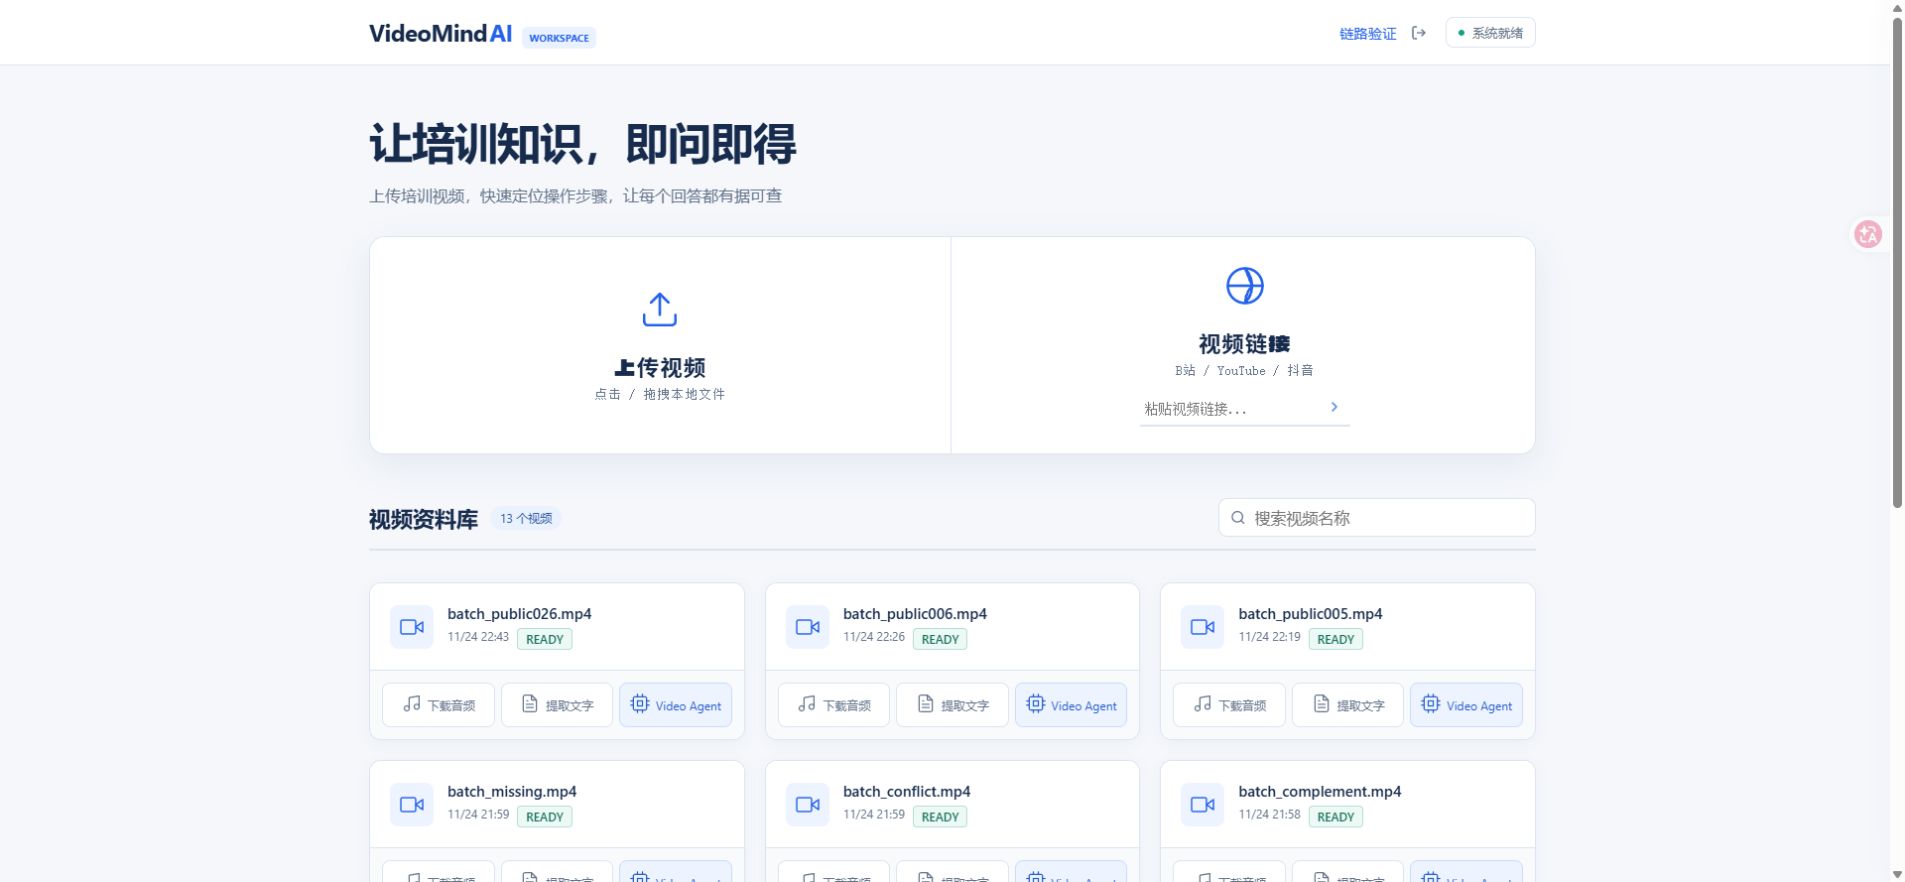 VideoMind AI WORKSPACE
链路验证 系统就绪
让培训知识，即问即得
上传培训视频，快速定位操作步骤，让每个回答都有据可查
上传视频
点击 / 拖拽本地文件
视频链接
B站 / YouTube / 抖音
粘贴视频链接...
视频资料库 13 个视频
搜索视频名称
batch_public026.mp4
11/24 22:43 READY
下载音频 提取文字 Video Agent
batch_public006.mp4
11/24 22:26 READY
下载音频 提取文字 Video Agent
batch_public005.mp4
11/24 22:19 READY
下载音频 提取文字 Video Agent
batch_missing.mp4
11/24 21:59 READY
batch_conflict.mp4
11/24 21:59 READY
batch_complement.mp4
11/24 21:58 READY